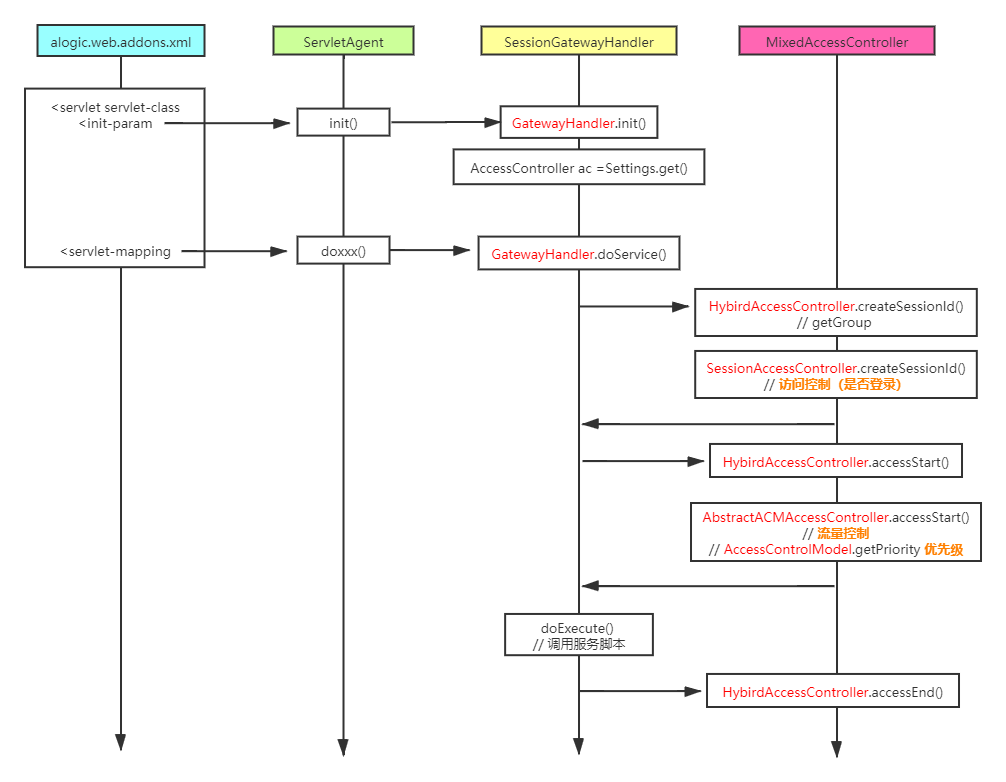 alogic.web.addons.xml
ServletAgent
SessionGatewayHandler
MixedAccessController
<servlet servlet-class
<init-param
init()
GatewayHandler.init()
AccessController ac =Settings.get()
<servlet-mapping
doxxx()
GatewayHandler.doService()
HybirdAccessController.createSessionId()
// getGroup
SessionAccessController.createSessionId()
// 访问控制（是否登录）
HybirdAccessController.accessStart()
AbstractACMAccessController.accessStart()
// 流量控制
// AccessControlModel.getPriority 优先级
doExecute()
// 调用服务脚本
HybirdAccessController.accessEnd()